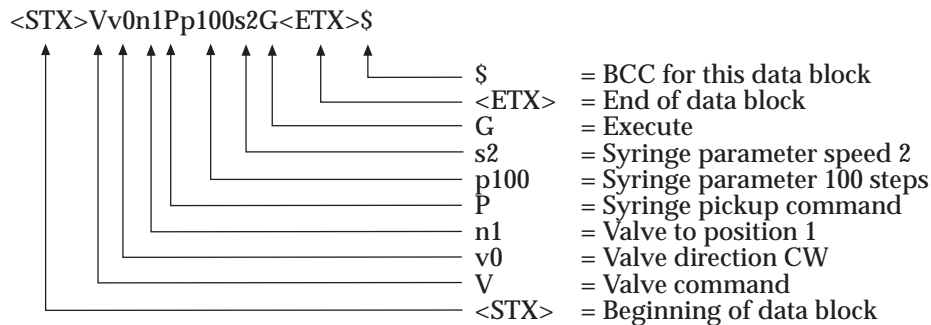 <STX>Vv0n1Pp100s2G<ETX>$
$ = BCC for this data block
<ETX> = End of data block
G = Execute
s2 = Syringe parameter speed 2
p100 = Syringe parameter 100 steps
P = Syringe pickup command
n1 = Valve to position 1
v0 = Valve direction CW
V = Valve command
<STX> = Beginning of data block